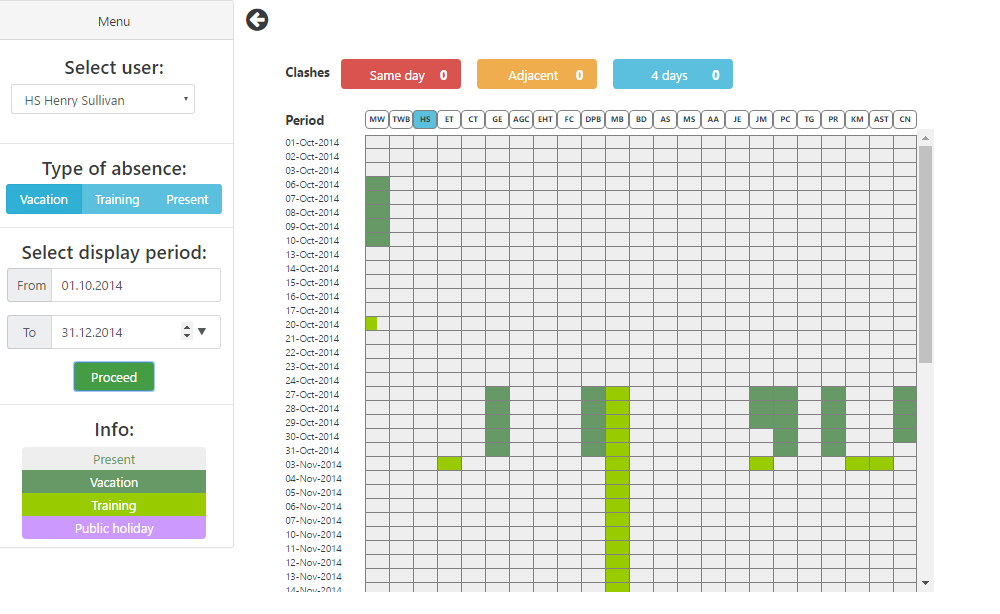 Menu
Select user:
HS Henry Sullivan
Type of absence:
Vacation Training Present
Select display period:
From 01.10.2014
To 31.12.2014
Proceed
Info:
Present
Vacation
Training
Public holiday
Clashes Same day 0 Adjacent 0 4 days 0
Period MW TWB HS ET CT GE AGC EHT FC DPB MB BD AS MS AA JE JM PC TG PR KM AST CN
01-Oct-2014
02-Oct-2014
03-Oct-2014
06-Oct-2014
07-Oct-2014
08-Oct-2014
09-Oct-2014
10-Oct-2014
13-Oct-2014
14-Oct-2014
15-Oct-2014
16-Oct-2014
17-Oct-2014
20-Oct-2014
21-Oct-2014
22-Oct-2014
23-Oct-2014
24-Oct-2014
27-Oct-2014
28-Oct-2014
29-Oct-2014
30-Oct-2014
31-Oct-2014
03-Nov-2014
04-Nov-2014
05-Nov-2014
06-Nov-2014
07-Nov-2014
10-Nov-2014
11-Nov-2014
12-Nov-2014
13-Nov-2014
14-Nov-2014